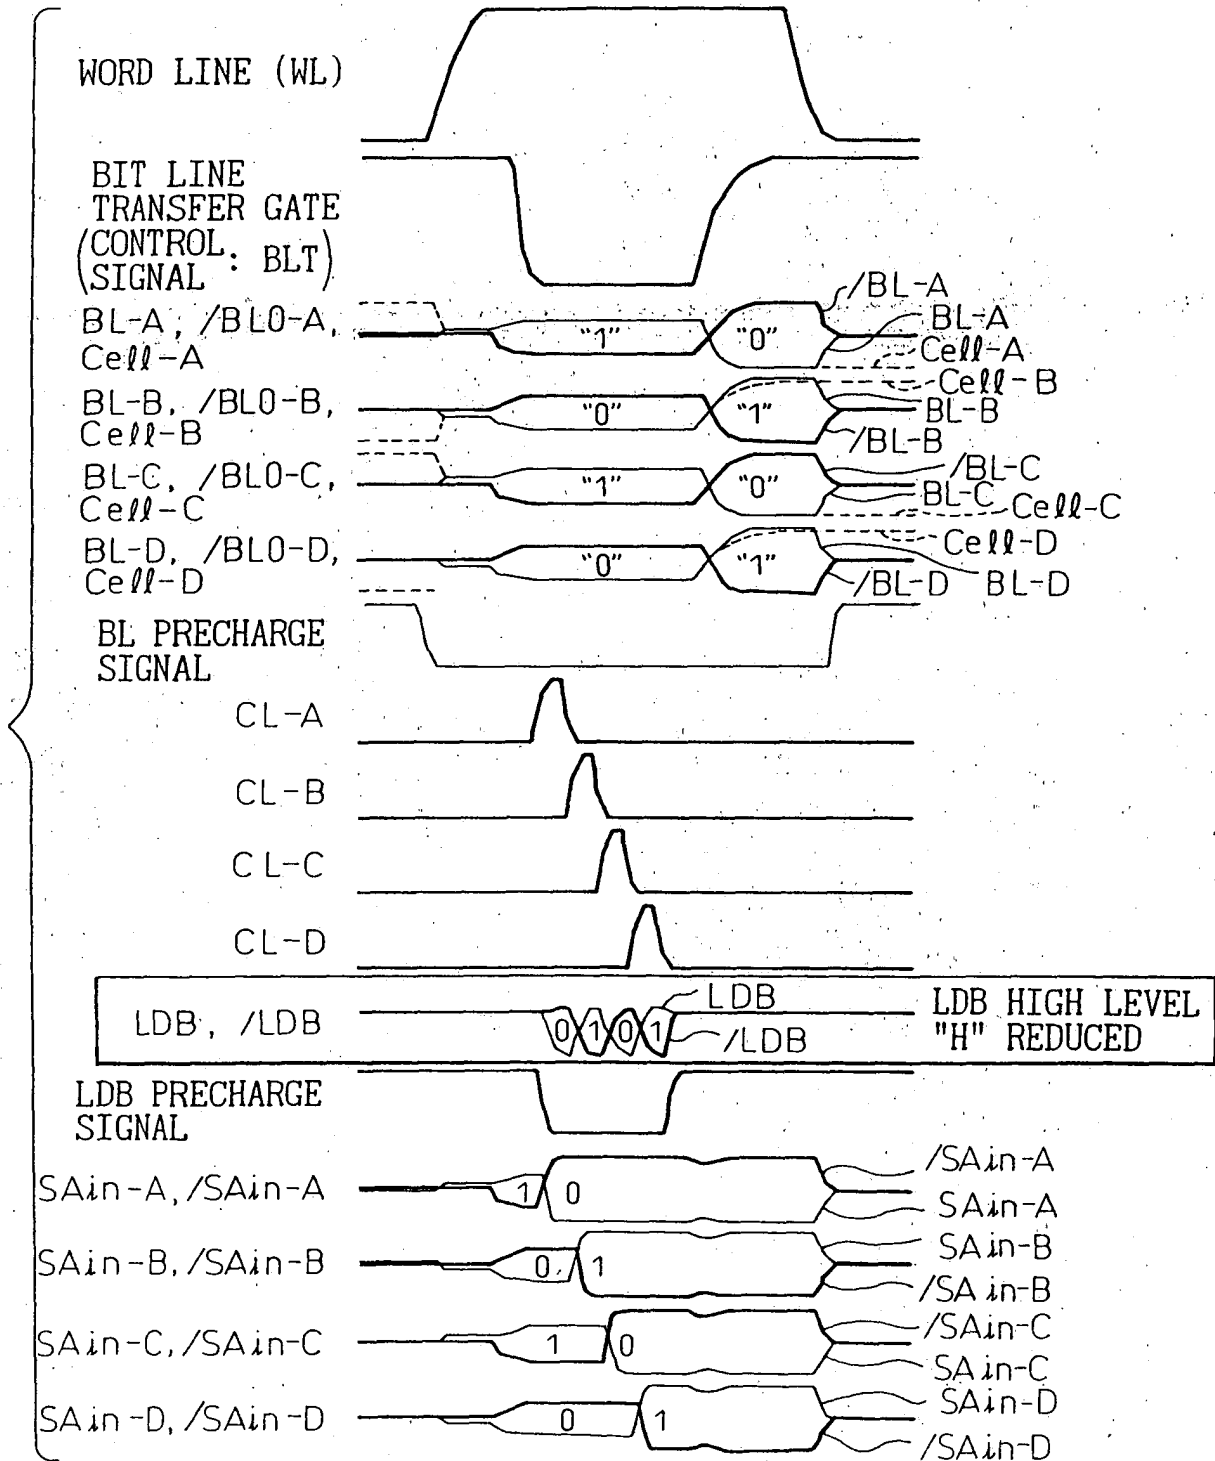 WORD LINE (WL)
BIT LINE
TRANSFER GATE
(CONTROL SIGNAL : BLT)
BL-A, /BL0-A,
Cell-A
"1"
"0"
/BL-A
BL-A
Cell-A
BL-B, /BL0-B,
Cell-B
"0"
"1"
Cell-B
BL-B
/BL-B
BL-C, /BL0-C,
Cell-C
"1"
"0"
/BL-C
BL-C
Cell-C
BL-D, /BL0-D,
Cell-D
"0"
"1"
Cell-D
/BL-D
BL-D
BL PRECHARGE
SIGNAL
CL-A
CL-B
CL-C
CL-D
LDB, /LDB
0 1 0 1
LDB
/LDB
LDB HIGH LEVEL
"H" REDUCED
LDB PRECHARGE
SIGNAL
SAin-A, /SAin-A
1 0
/SAin-A
SAin-A
SAin-B, /SAin-B
0 1
SAin-B
/SAin-B
SAin-C, /SAin-C
1 0
/SAin-C
SAin-C
SAin-D, /SAin-D
0 1
SAin-D
/SAin-D